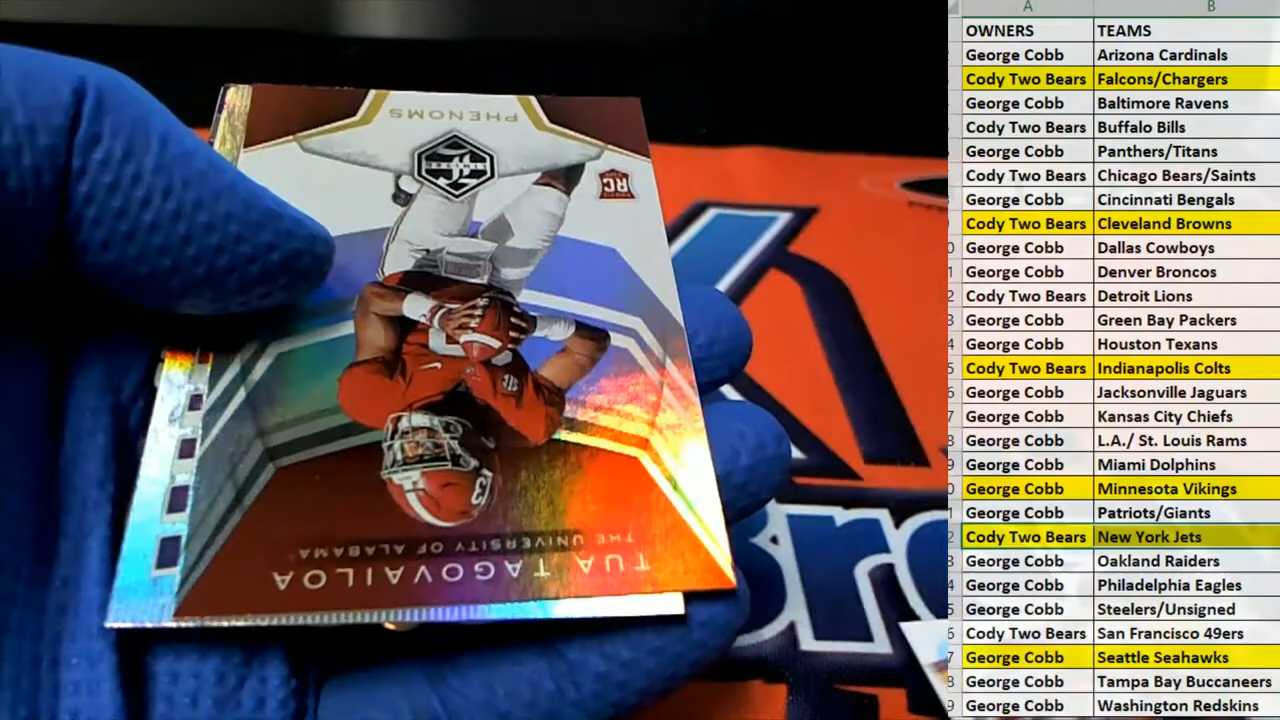 PHENOMS
LIMITED
RC
THE UNIVERSITY OF ALABAMA
TUA TAGOVAILOA
A B
OWNERS TEAMS
George Cobb Arizona Cardinals
Cody Two Bears Falcons/Chargers
George Cobb Baltimore Ravens
Cody Two Bears Buffalo Bills
George Cobb Panthers/Titans
Cody Two Bears Chicago Bears/Saints
George Cobb Cincinnati Bengals
Cody Two Bears Cleveland Browns
George Cobb Dallas Cowboys
George Cobb Denver Broncos
Cody Two Bears Detroit Lions
George Cobb Green Bay Packers
George Cobb Houston Texans
Cody Two Bears Indianapolis Colts
George Cobb Jacksonville Jaguars
George Cobb Kansas City Chiefs
George Cobb L.A./ St. Louis Rams
George Cobb Miami Dolphins
George Cobb Minnesota Vikings
George Cobb Patriots/Giants
Cody Two Bears New York Jets
George Cobb Oakland Raiders
George Cobb Philadelphia Eagles
George Cobb Steelers/Unsigned
Cody Two Bears San Francisco 49ers
George Cobb Seattle Seahawks
George Cobb Tampa Bay Buccaneers
George Cobb Washington Redskins